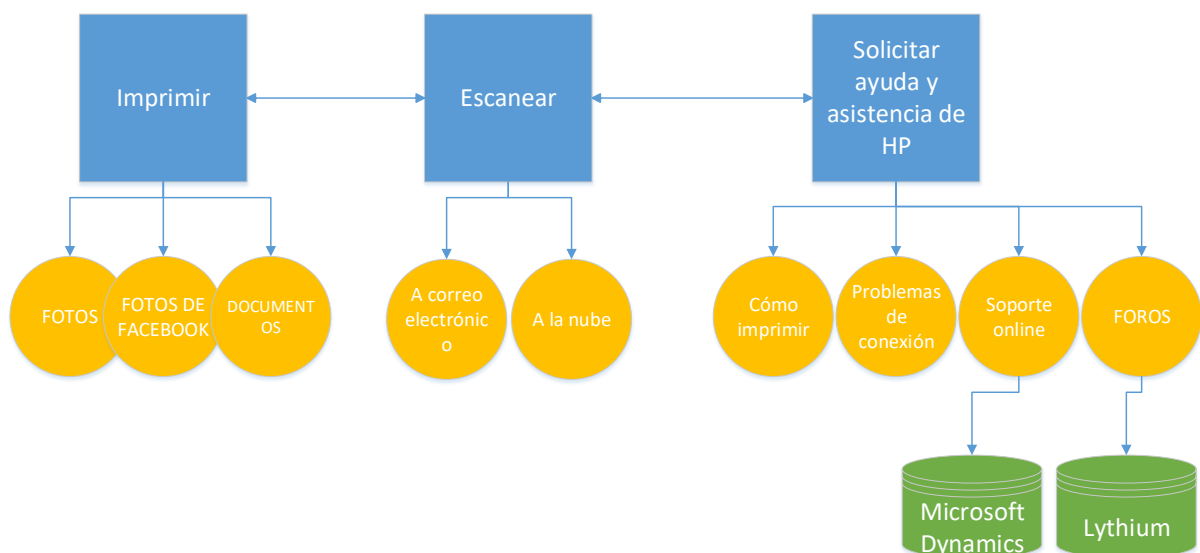 Imprimir
Escanear
Solicitar
ayuda y
asistencia de
HP
FOTOS
FOTOS DE
FACEBOOK
DOCUMENT
OS
A correo
electrónic
o
A la nube
Cómo
imprimir
Problemas
de
conexión
Soporte
online
FOROS
Microsoft
Dynamics
Lythium